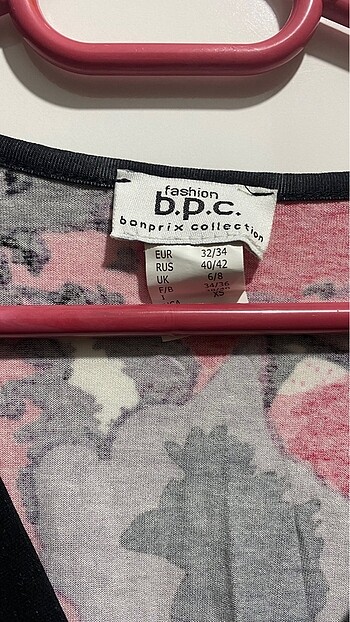 fashion
b.p.c.
bonprix collection
EUR 32/34
RUS 40/42
UK 6/8
F/B 34/36
I
XS